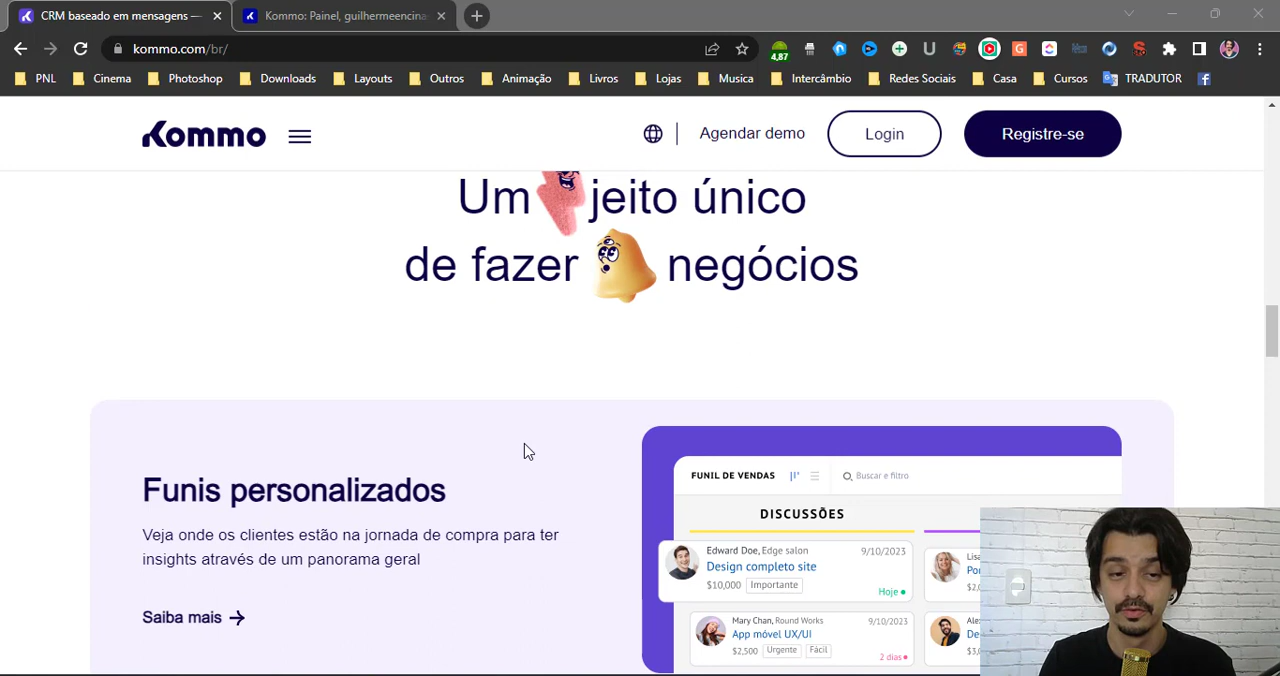 CRM baseado em mensagens —
Kommo: Painel, guilhermeencina
kommo.com/br/
4,87
PNL
Cinema
Photoshop
Downloads
Layouts
Outros
Animação
Livros
Lojas
Musica
Intercâmbio
Redes Sociais
Casa
Cursos
TRADUTOR
Kommo
Agendar demo
Login
Registre-se
Um jeito único
de fazer negócios
Funis personalizados
Veja onde os clientes estão na jornada de compra para ter
insights através de um panorama geral
Saiba mais →
FUNIL DE VENDAS
Buscar e filtro
DISCUSSÕES
Edward Doe, Edge salon 9/10/2023
Design completo site
$10,000 Importante
Hoje
Mary Chan, Round Works 9/10/2023
App móvel UX/UI
$2,500 Urgente Fácil
2 dias